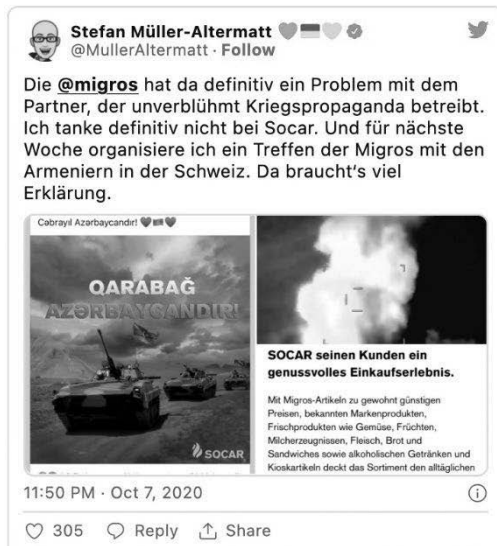 Stefan Müller-Altermatt
@MullerAltermatt · Follow
Die @migros hat da definitiv ein Problem mit dem
Partner, der unverblühmt Kriegspropaganda betreibt.
Ich tanke definitiv nicht bei Socar. Und für nächste
Woche organisiere ich ein Treffen der Migros mit den
Armeniern in der Schweiz. Da braucht's viel
Erklärung.
Cəbrayıl Azərbaycandır!
QARABAĞ
AZƏRBAYCANDIR!
SOCAR
SOCAR seinen Kunden ein
genussvolles Einkaufserlebnis.
Mit Migros-Artikeln zu gewohnt günstigen
Preisen, bekannten Markenprodukten,
Frischprodukten wie Gemüse, Früchten,
Milcherzeugnissen, Fleisch, Brot und
Sandwiches sowie alkoholischen Getränken und
Kioskartikeln deckt das Sortiment den alltäglichen
11:50 PM · Oct 7, 2020
305 Reply Share